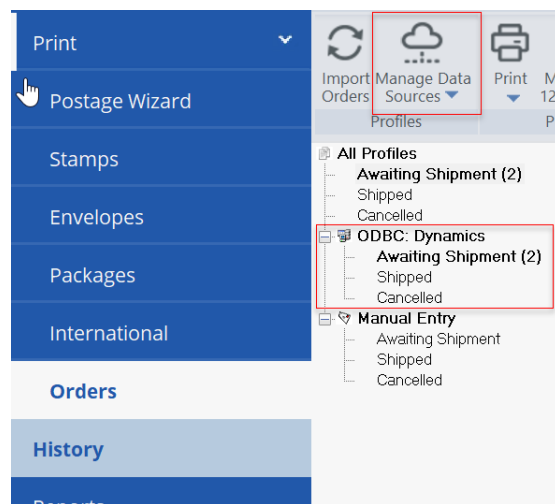 Print
Postage Wizard
Stamps
Envelopes
Packages
International
Orders
History
Import Orders
Manage Data Sources
Print
Profiles
All Profiles
Awaiting Shipment (2)
Shipped
Cancelled
ODBC: Dynamics
Awaiting Shipment (2)
Shipped
Cancelled
Manual Entry
Awaiting Shipment
Shipped
Cancelled